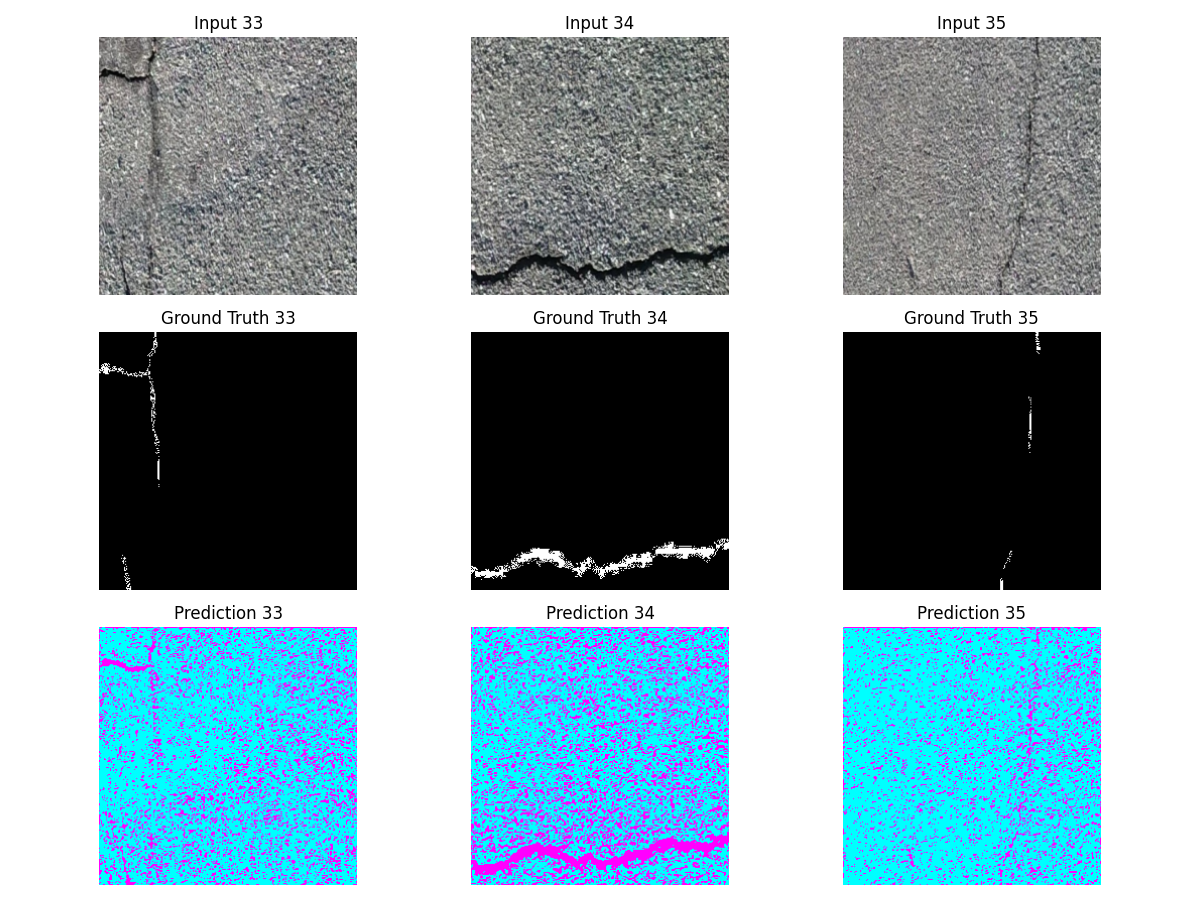 Input 33
Input 34
Input 35
Ground Truth 33
Ground Truth 34
Ground Truth 35
Prediction 33
Prediction 34
Prediction 35